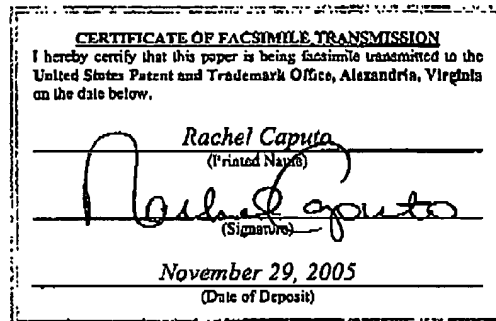 CERTIFICATE OF FACSIMILE TRANSMISSION
I hereby certify that this paper is being facsimile transmitted to the
United States Patent and Trademark Office, Alexandria, Virginia
on the date below.
Rachel Caputo
(Printed Name)
Rachel Caputo
(Signature)
November 29, 2005
(Date of Deposit)